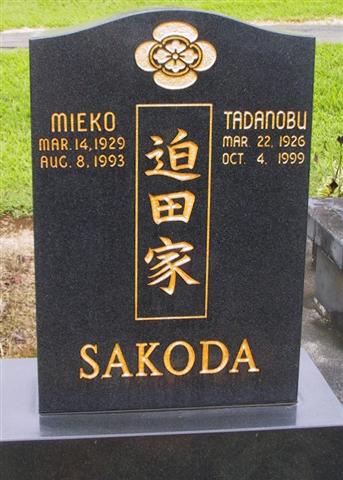 MIEKO
MAR. 14, 1929
AUG. 8, 1993
TADANOBU
MAR. 22, 1926
OCT. 4, 1999
迫田家
SAKODA